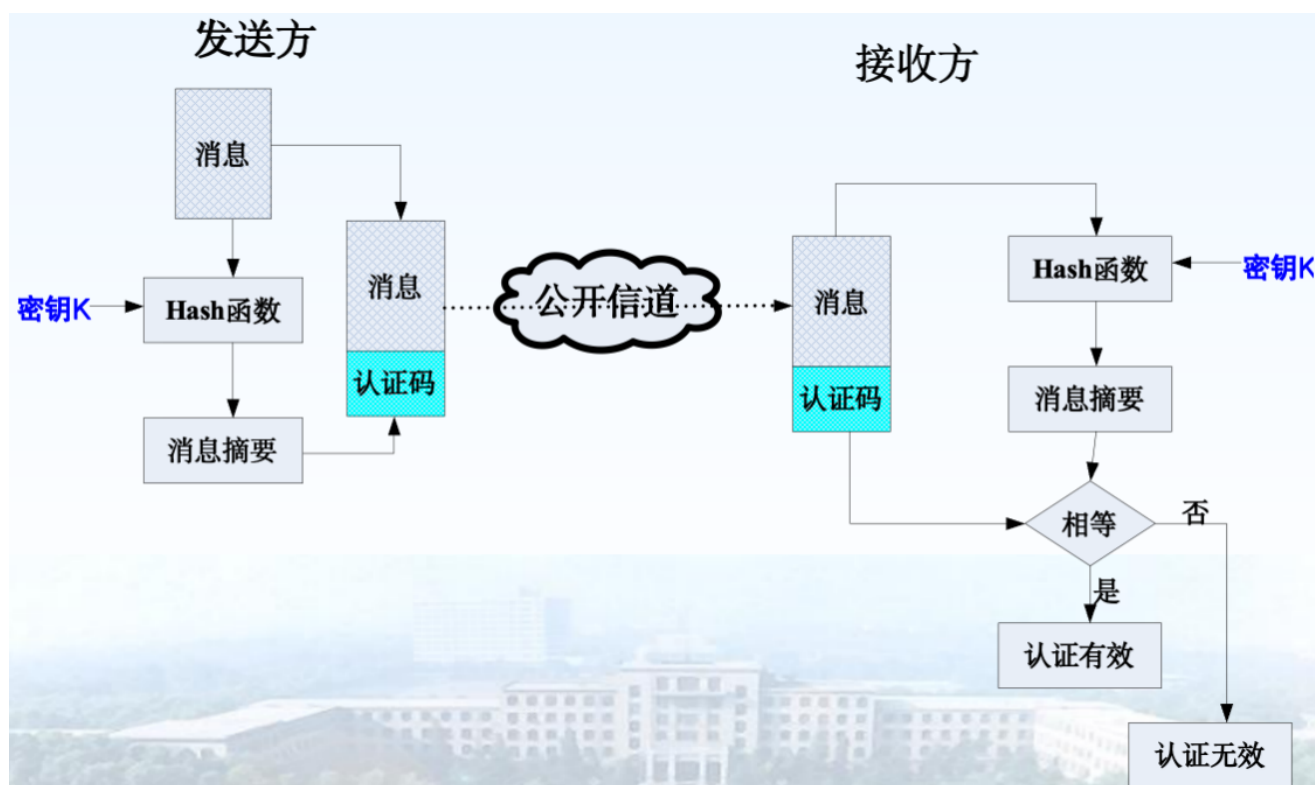 发送方
接收方
消息
消息
认证码
密钥K
Hash函数
消息摘要
公开信道
消息
认证码
Hash函数
密钥K
消息摘要
相等
否
是
认证有效
认证无效